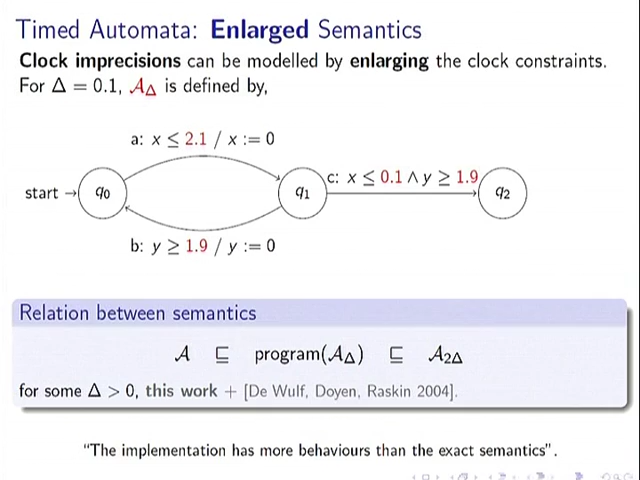 Timed Automata: Enlarged Semantics
Clock imprecisions can be modelled by enlarging the clock constraints.
For Δ = 0.1, 𝒜Δ is defined by,
a: x ≤ 2.1 / x := 0
start
q0
q1
c: x ≤ 0.1 ∧ y ≥ 1.9
q2
b: y ≥ 1.9 / y := 0
Relation between semantics
𝒜 ⊑ program(𝒜Δ) ⊑ 𝒜2Δ
for some Δ > 0, this work + [De Wulf, Doyen, Raskin 2004].
“The implementation has more behaviours than the exact semantics”.